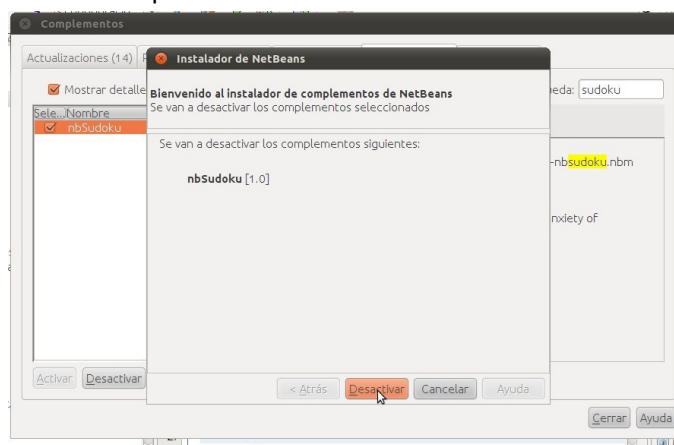 Complementos
Actualizaciones (14)
Instalador de NetBeans
Mostrar detalle
Bienvenido al instalador de complementos de NetBeans
Se van a desactivar los complementos seleccionados
eda: sudoku
Sele... Nombre
nbSudoku
Se van a desactivar los complementos siguientes:
-nbsudoku.nbm
nbSudoku [1.0]
nxiety of
Activar Desactivar
< Atrás Desactivar Cancelar Ayuda
Cerrar Ayuda